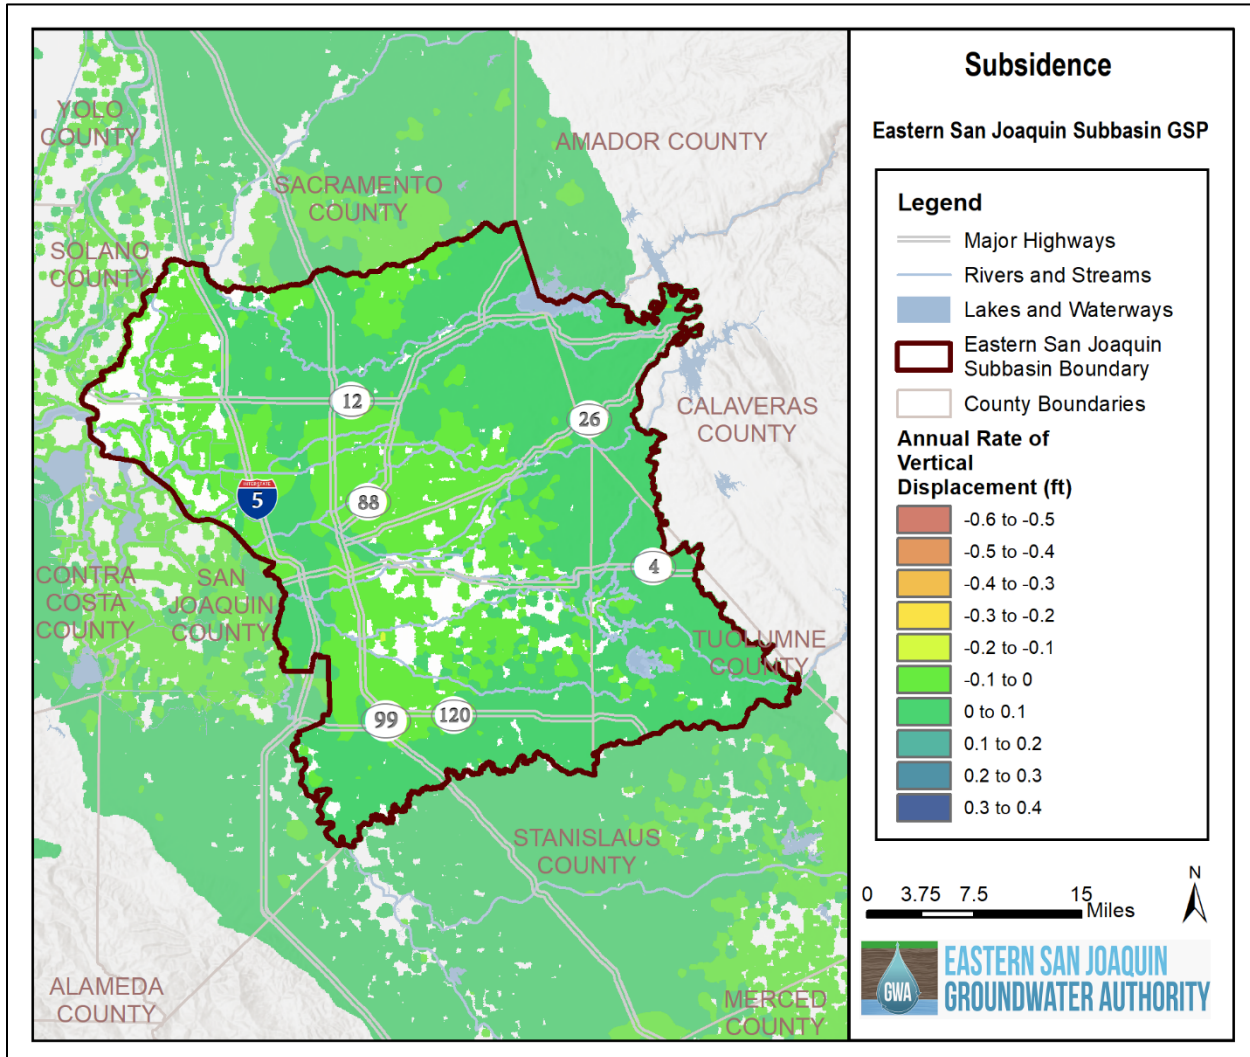 Subsidence
Eastern San Joaquin Subbasin GSP
Legend
Major Highways
Rivers and Streams
Lakes and Waterways
Eastern San Joaquin
Subbasin Boundary
County Boundaries
Annual Rate of
Vertical
Displacement (ft)
-0.6 to -0.5
-0.5 to -0.4
-0.4 to -0.3
-0.3 to -0.2
-0.2 to -0.1
-0.1 to 0
0 to 0.1
0.1 to 0.2
0.2 to 0.3
0.3 to 0.4
N
0 3.75 7.5 15
Miles
GWA
EASTERN SAN JOAQUIN
GROUNDWATER AUTHORITY
YOLO
COUNTY
AMADOR COUNTY
SACRAMENTO
COUNTY
SOLANO
COUNTY
12
26
CALAVERAS
COUNTY
INTERSTATE
5
88
4
CONTRA
COSTA
COUNTY
SAN
JOAQUIN
COUNTY
TUOLUMNE
COUNTY
99
120
STANISLAUS
COUNTY
ALAMEDA
COUNTY
MERCED
COUNTY